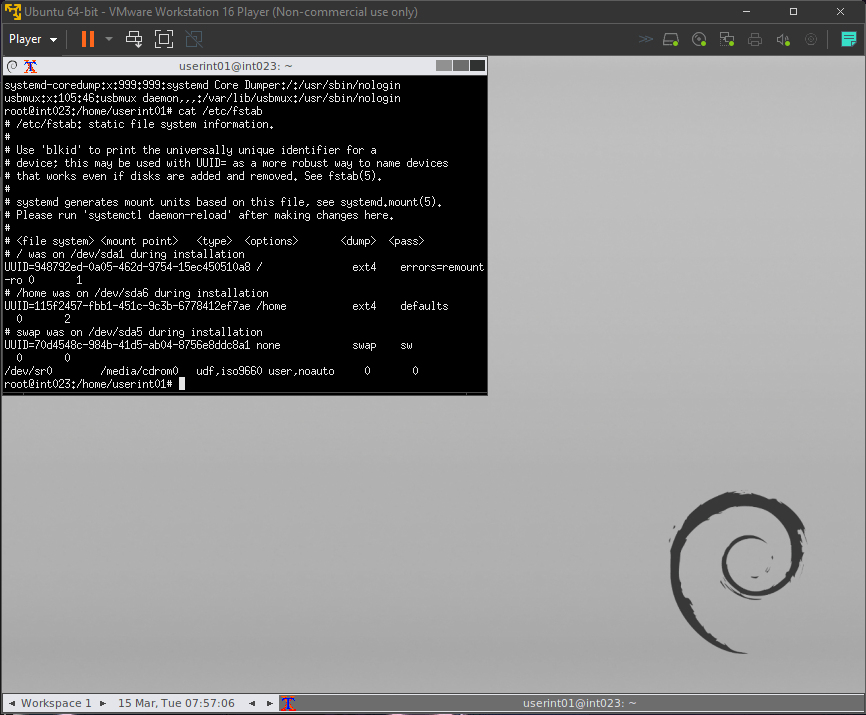 Ubuntu 64-bit - VMware Workstation 16 Player (Non-commercial use only)
Player
userint01@int023: ~
systemd-coredump:x:999:999:systemd Core Dumper:/:/usr/sbin/nologin
usbmux:x:105:46:usbmux daemon,,,:/var/lib/usbmux:/usr/sbin/nologin
root@int023:/home/userint01# cat /etc/fstab
# /etc/fstab: static file system information.
#
# Use 'blkid' to print the universally unique identifier for a
# device; this may be used with UUID= as a more robust way to name devices
# that works even if disks are added and removed. See fstab(5).
#
# systemd generates mount units based on this file, see systemd.mount(5).
# Please run 'systemctl daemon-reload' after making changes here.
#
# <file system> <mount point>   <type>  <options>       <dump>  <pass>
# / was on /dev/sda1 during installation
UUID=948792ed-0a05-462d-9754-15ec450510a8 /               ext4    errors=remount
-ro 0       1
# /home was on /dev/sda6 during installation
UUID=115f2457-fbb1-451c-9c3b-6778412ef7ae /home           ext4    defaults
  0       2
# swap was on /dev/sda5 during installation
UUID=70d4548c-984b-41d5-ab04-8756e8ddc8a1 none            swap    sw
  0       0
/dev/sr0        /media/cdrom0   udf,iso9660 user,noauto     0       0
root@int023:/home/userint01#
Workspace 1 15 Mar, Tue 07:57:06 userint01@int023: ~